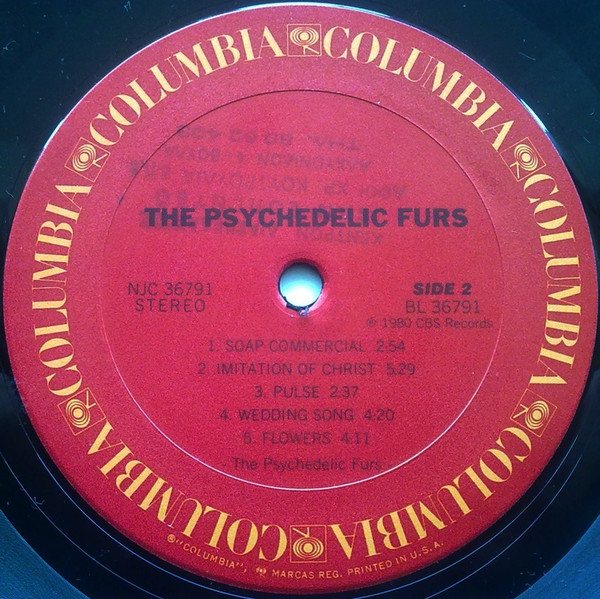 COLUMBIA COLUMBIA COLUMBIA COLUMBIA COLUMBIA COLUMBIA COLUMBIA
THE PSYCHEDELIC FURS
NJC 36791
STEREO
SIDE 2
BL 36791
℗ 1980 CBS Records
1. SOAP COMMERCIAL 2:54
2. IMITATION OF CHRIST 5:29
3. PULSE 2:37
4. WEDDING SONG 4:20
5. FLOWERS 4:11
- The Psychedelic Furs -
®"COLUMBIA", MARCAS REG. PRINTED IN U.S.A.